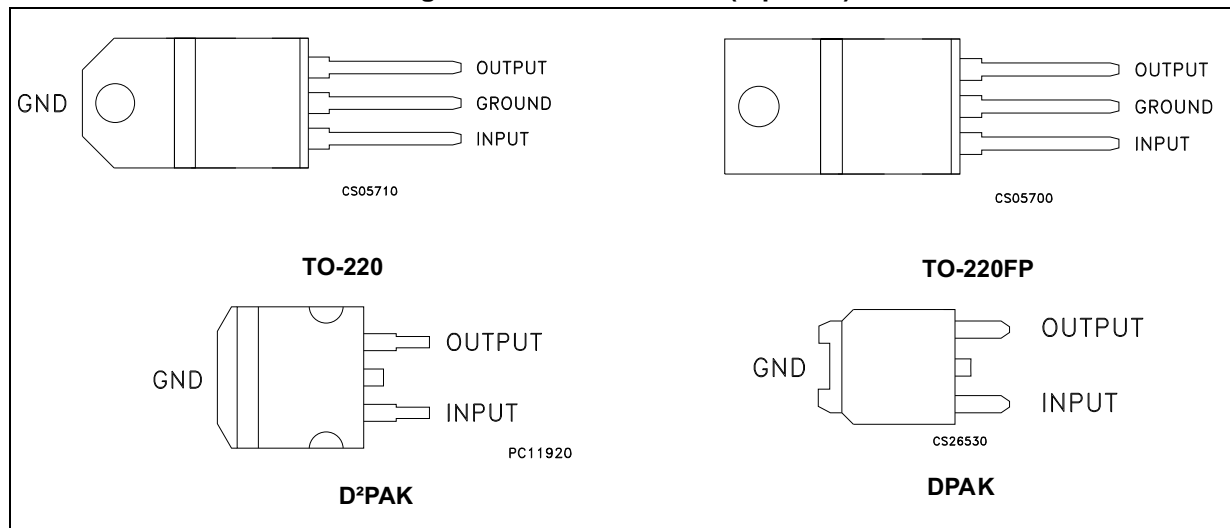 OUTPUT
GND
GROUND
INPUT
CS05710
TO-220
OUTPUT
GROUND
INPUT
CS05700
TO-220FP
OUTPUT
GND
INPUT
PC11920
D²PAK
OUTPUT
GND
INPUT
CS26530
DPAK